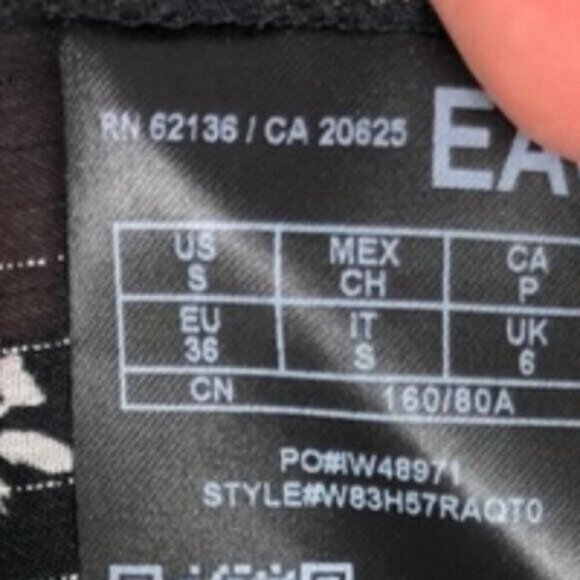 RN 62136 / CA 20625
EA
US MEX CA
S CH P
EU IT UK
36 S 6
CN 160/80A
PO#IW48971
STYLE#W83H57RAQT0